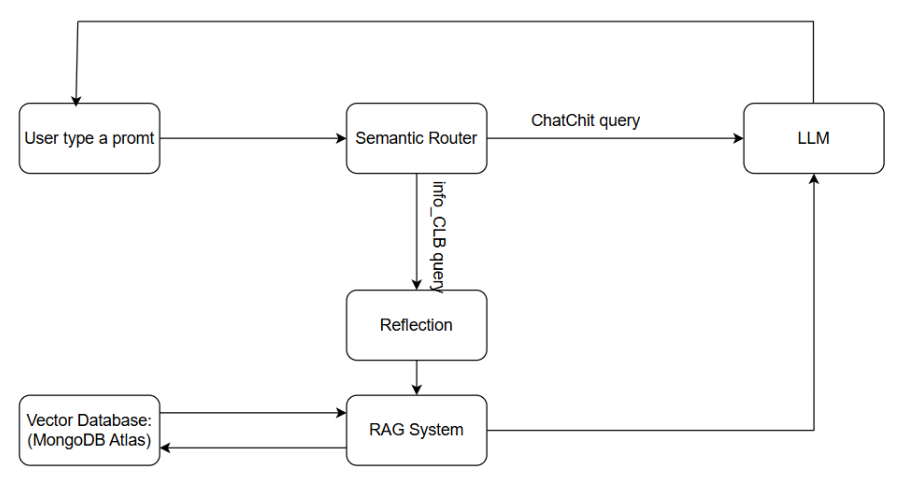 ChatChit query
User type a promt
Semantic Router
LLM
info_CLB query
Reflection
Vector Database:
(MongoDB Atlas)
RAG System